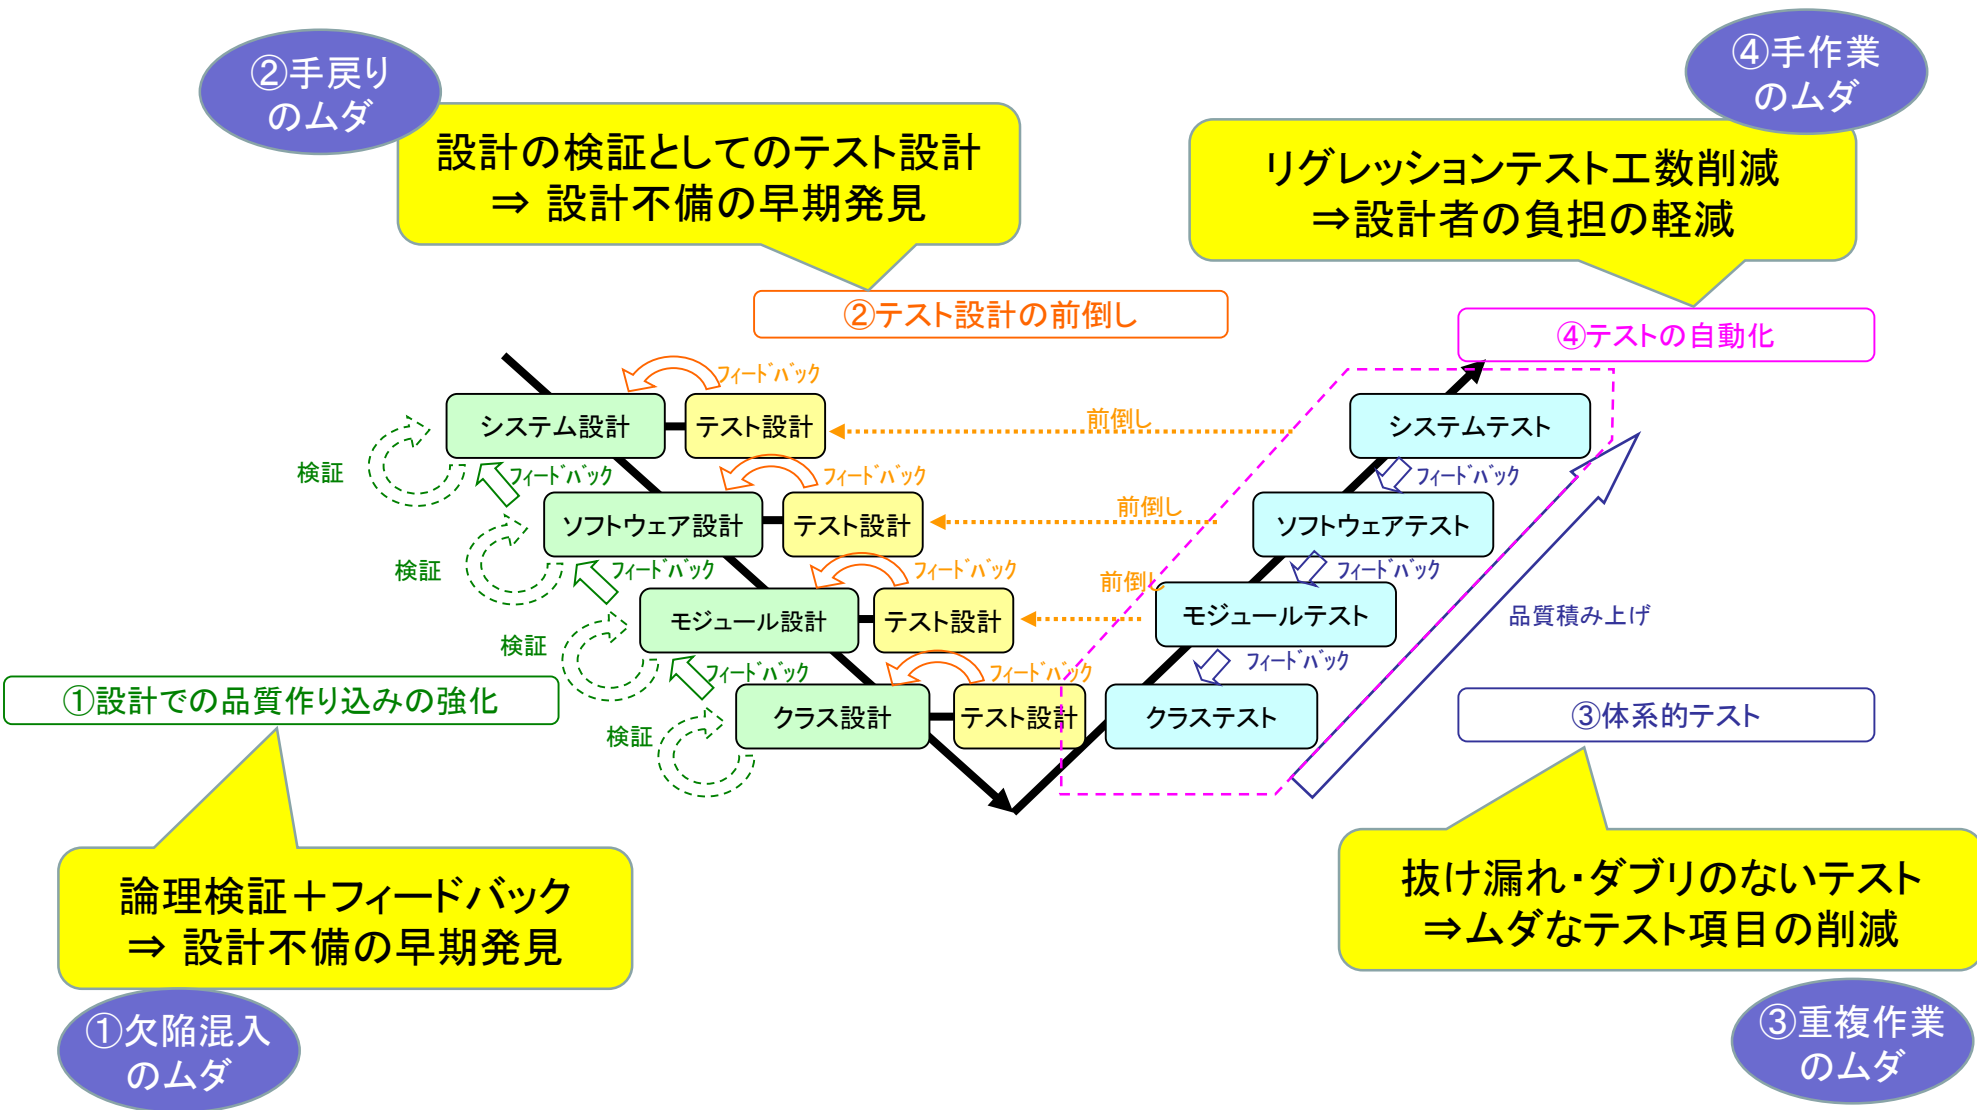 ②手戻り
のムダ
④手作業
のムダ
設計の検証としてのテスト設計
⇒ 設計不備の早期発見
リグレッションテスト工数削減
⇒設計者の負担の軽減
②テスト設計の前倒し
④テストの自動化
ﾌｨｰﾄﾞﾊﾞｯｸ
システム設計
テスト設計
前倒し
システムテスト
検証
ﾌｨｰﾄﾞﾊﾞｯｸ
ﾌｨｰﾄﾞﾊﾞｯｸ
ﾌｨｰﾄﾞﾊﾞｯｸ
ソフトウェア設計
テスト設計
前倒し
ソフトウェアテスト
検証
ﾌｨｰﾄﾞﾊﾞｯｸ
ﾌｨｰﾄﾞﾊﾞｯｸ
ﾌｨｰﾄﾞﾊﾞｯｸ
前倒し
モジュール設計
テスト設計
モジュールテスト
品質積み上げ
検証
ﾌｨｰﾄﾞﾊﾞｯｸ
ﾌｨｰﾄﾞﾊﾞｯｸ
ﾌｨｰﾄﾞﾊﾞｯｸ
①設計での品質作り込みの強化
クラス設計
テスト設計
クラステスト
③体系的テスト
検証
論理検証＋フィードバック
⇒ 設計不備の早期発見
抜け漏れ・ダブリのないテスト
⇒ムダなテスト項目の削減
①欠陥混入
のムダ
③重複作業
のムダ